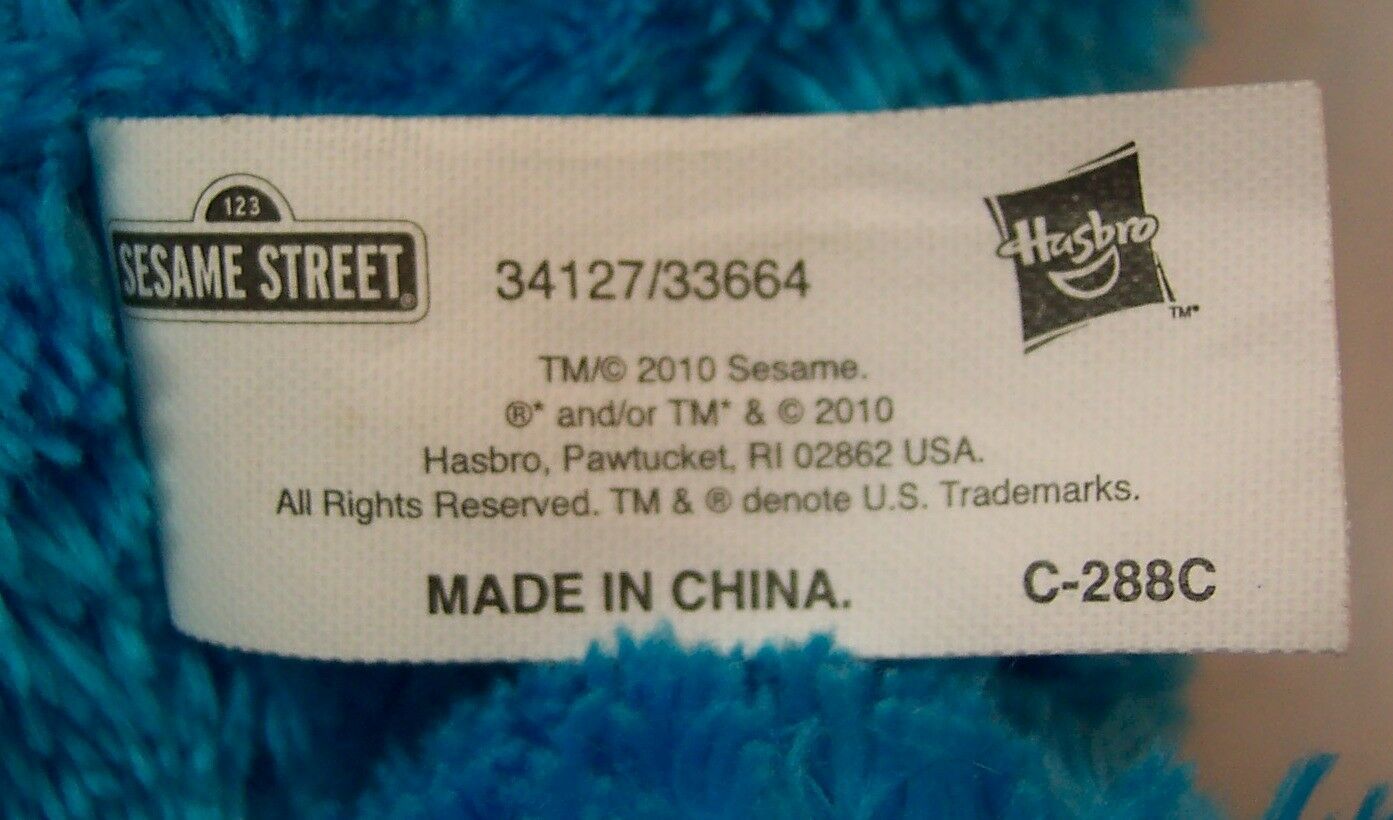 123
SESAME STREET®
34127/33664
Hasbro
TM*
TM/© 2010 Sesame.
®* and/or TM* & © 2010
Hasbro, Pawtucket, RI 02862 USA.
All Rights Reserved. TM & ® denote U.S. Trademarks.
MADE IN CHINA.
C-288C